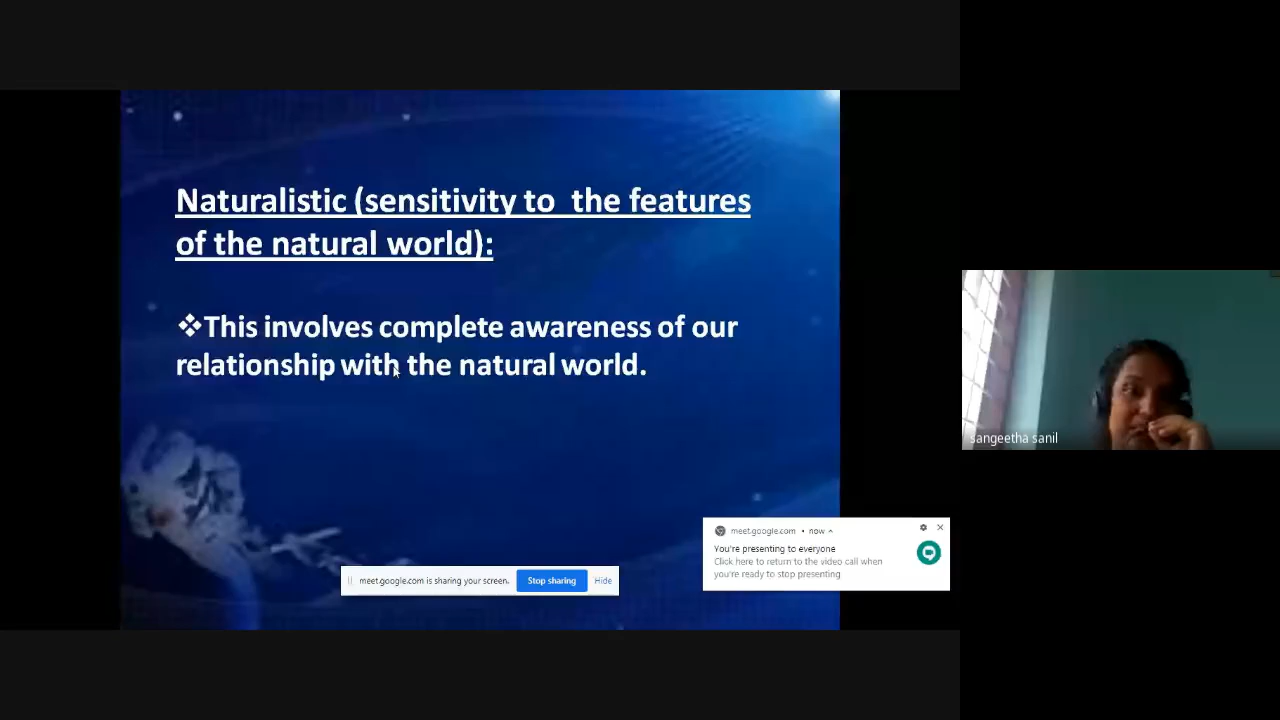 Naturalistic (sensitivity to the features
of the natural world):
❖This involves complete awareness of our
relationship with the natural world.
sangeetha sanil
meet.google.com • now
You're presenting to everyone
Click here to return to the video call when
you're ready to stop presenting
meet.google.com is sharing your screen.
Stop sharing
Hide